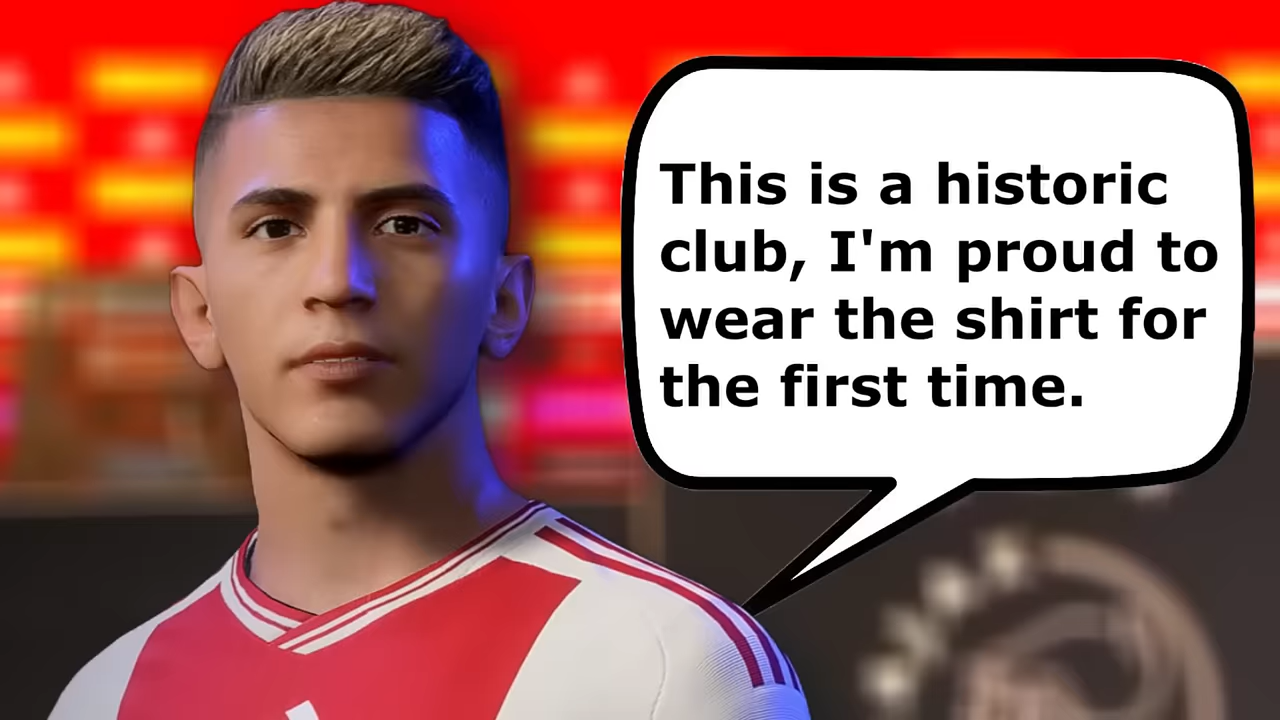 This is a historic
club, I'm proud to
wear the shirt for
the first time.